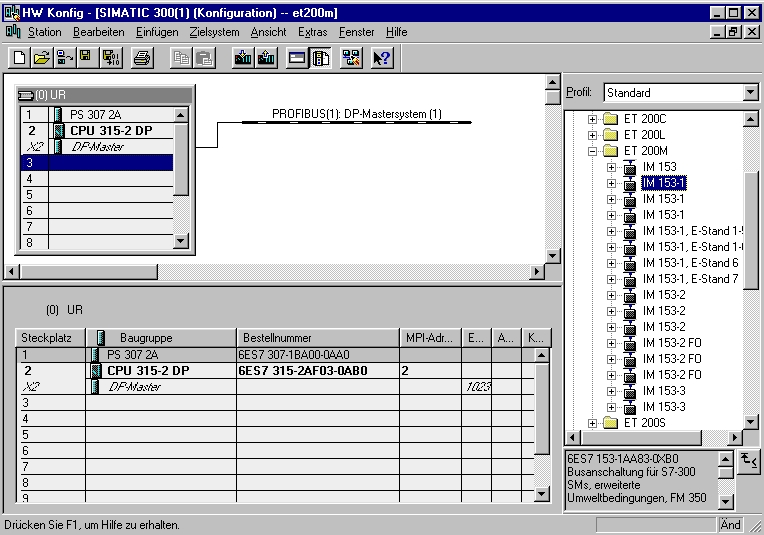 HW Konfig - [SIMATIC 300(1) (Konfiguration) -- et200m]
Station Bearbeiten Einfügen Zielsystem Ansicht Extras Fenster Hilfe
(0) UR
1 PS 307 2A
2 CPU 315-2 DP
X2 DP-Master
3
4
5
6
7
8
PROFIBUS(1): DP-Mastersystem (1)
Profil: Standard
ET 200C
ET 200L
ET 200M
IM 153
IM 153-1
IM 153-1
IM 153-1
IM 153-1, E-Stand 1-
IM 153-1, E-Stand 1-
IM 153-1, E-Stand 6
IM 153-1, E-Stand 7
IM 153-2
IM 153-2
IM 153-2
IM 153-2 FO
IM 153-2 FO
IM 153-2 FO
IM 153-3
IM 153-3
ET 200S
6ES7 153-1AA83-0XB0
Busanschaltung für S7-300
SMs, erweiterte
Umweltbedingungen, FM 350
(0) UR
Steckplatz Baugruppe Bestellnummer MPI-Adr... E... A... K...
1 PS 307 2A 6ES7 307-1BA00-0AA0
2 CPU 315-2 DP 6ES7 315-2AF03-0AB0 2
X2 DP-Master 1023
3
4
5
6
7
8
9
Drücken Sie F1, um Hilfe zu erhalten.
Änd